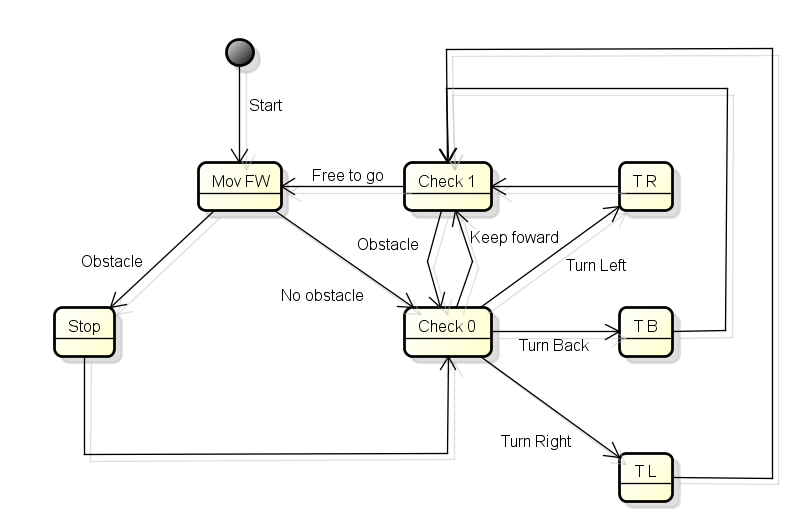 Start
Mov FW
Free to go
Check 1
T R
Obstacle
Keep foward
Obstacle
Turn Left
No obstacle
Stop
Check 0
T B
Turn Back
Turn Right
T L